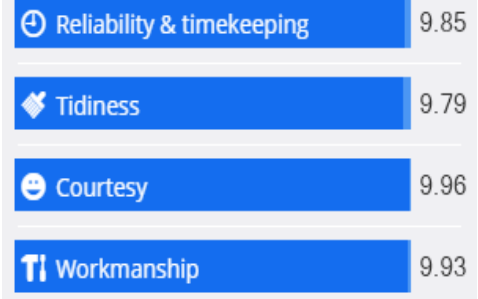 Reliability & timekeeping 9.85
Tidiness 9.79
Courtesy 9.96
Workmanship 9.93